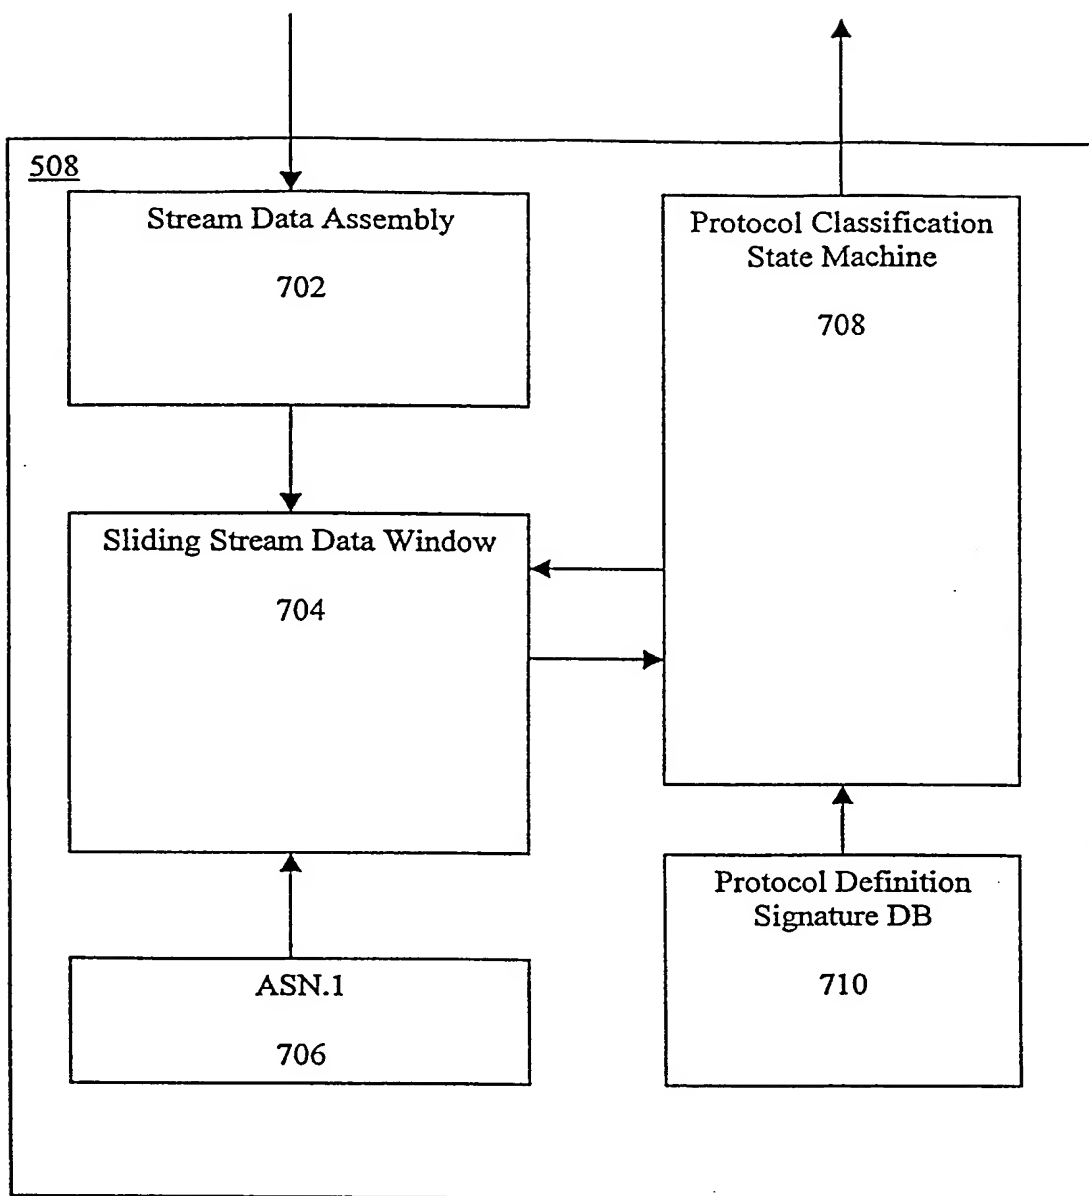 508
Stream Data Assembly
702
Protocol Classification
State Machine
708
Sliding Stream Data Window
704
Protocol Definition
Signature DB
710
ASN.1
706